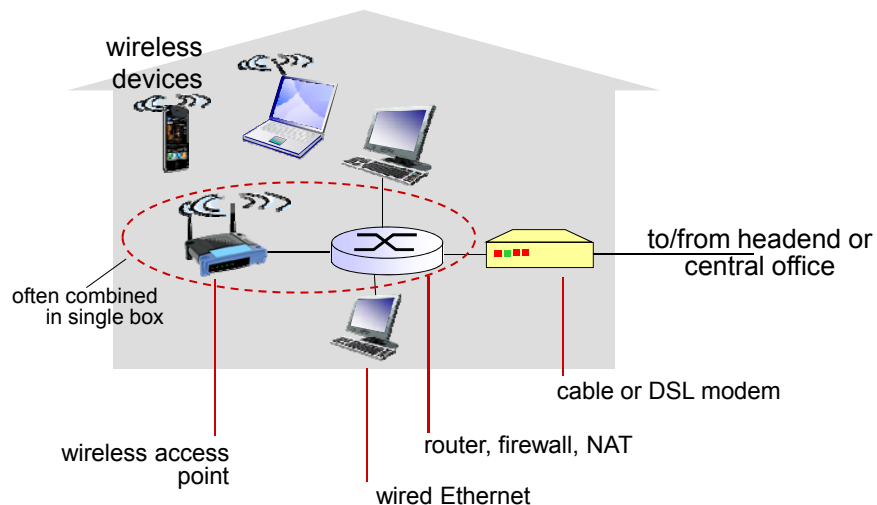 wireless
devices
to/from headend or
central office
often combined
in single box
cable or DSL modem
router, firewall, NAT
wireless access
point
wired Ethernet